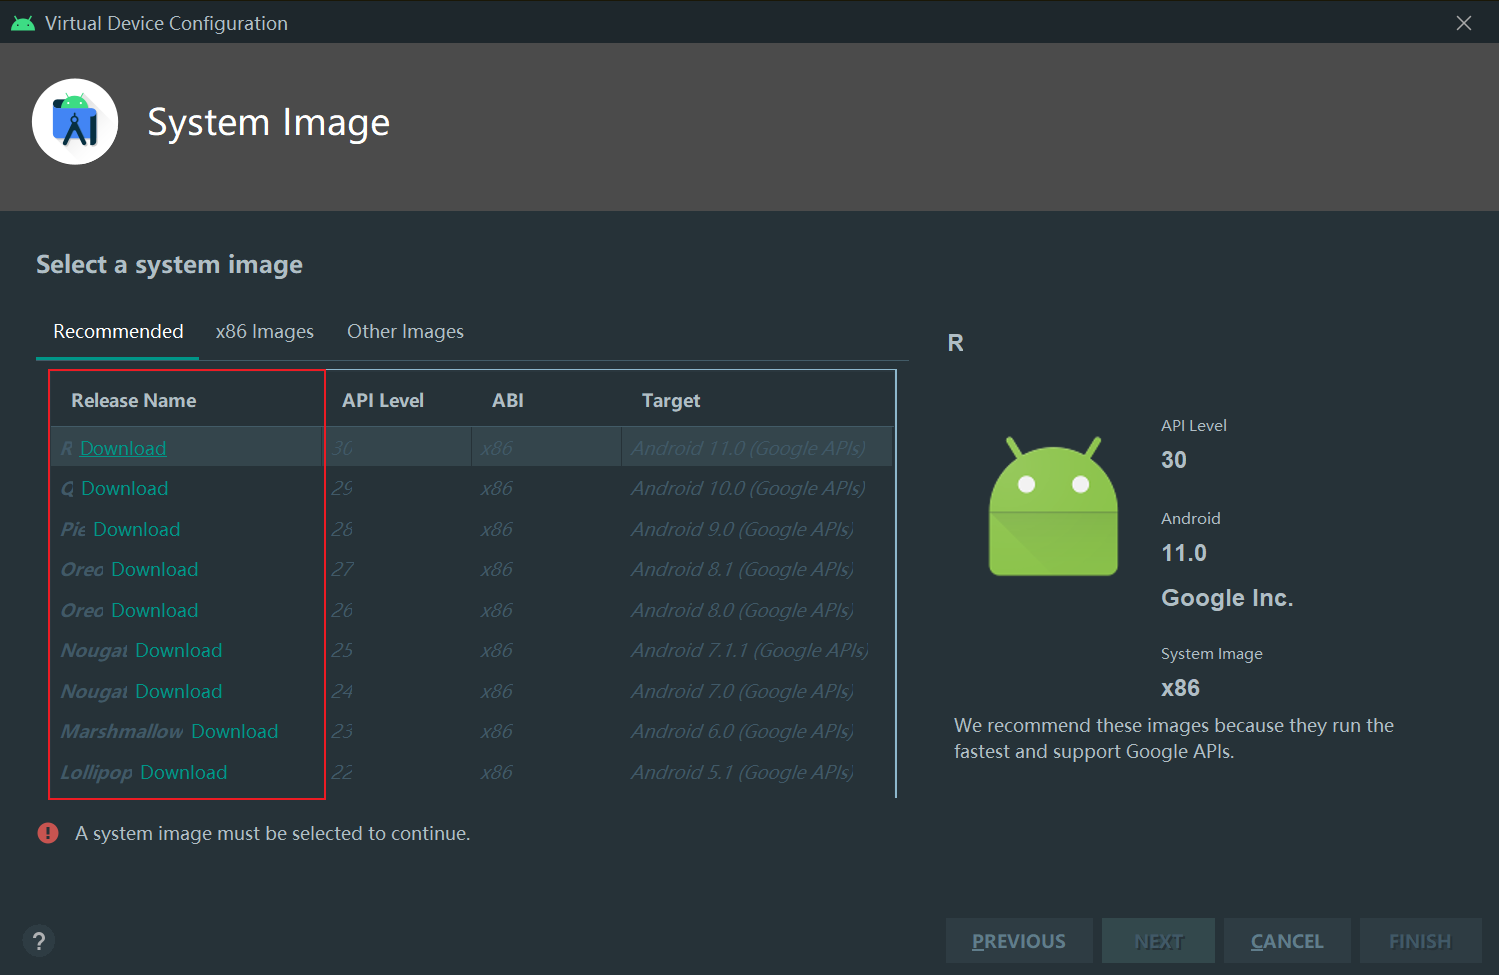 Virtual Device Configuration
System Image
Select a system image
Recommended x86 Images Other Images
Release Name API Level ABI Target
R Download 30 x86 Android 11.0 (Google APIs)
Q Download 29 x86 Android 10.0 (Google APIs)
Pie Download 28 x86 Android 9.0 (Google APIs)
Oreo Download 27 x86 Android 8.1 (Google APIs)
Oreo Download 26 x86 Android 8.0 (Google APIs)
Nougat Download 25 x86 Android 7.1.1 (Google APIs)
Nougat Download 24 x86 Android 7.0 (Google APIs)
Marshmallow Download 23 x86 Android 6.0 (Google APIs)
Lollipop Download 22 x86 Android 5.1 (Google APIs)
A system image must be selected to continue.
R
API Level
30
Android
11.0
Google Inc.
System Image
x86
We recommend these images because they run the
fastest and support Google APIs.
?
PREVIOUS NEXT CANCEL FINISH